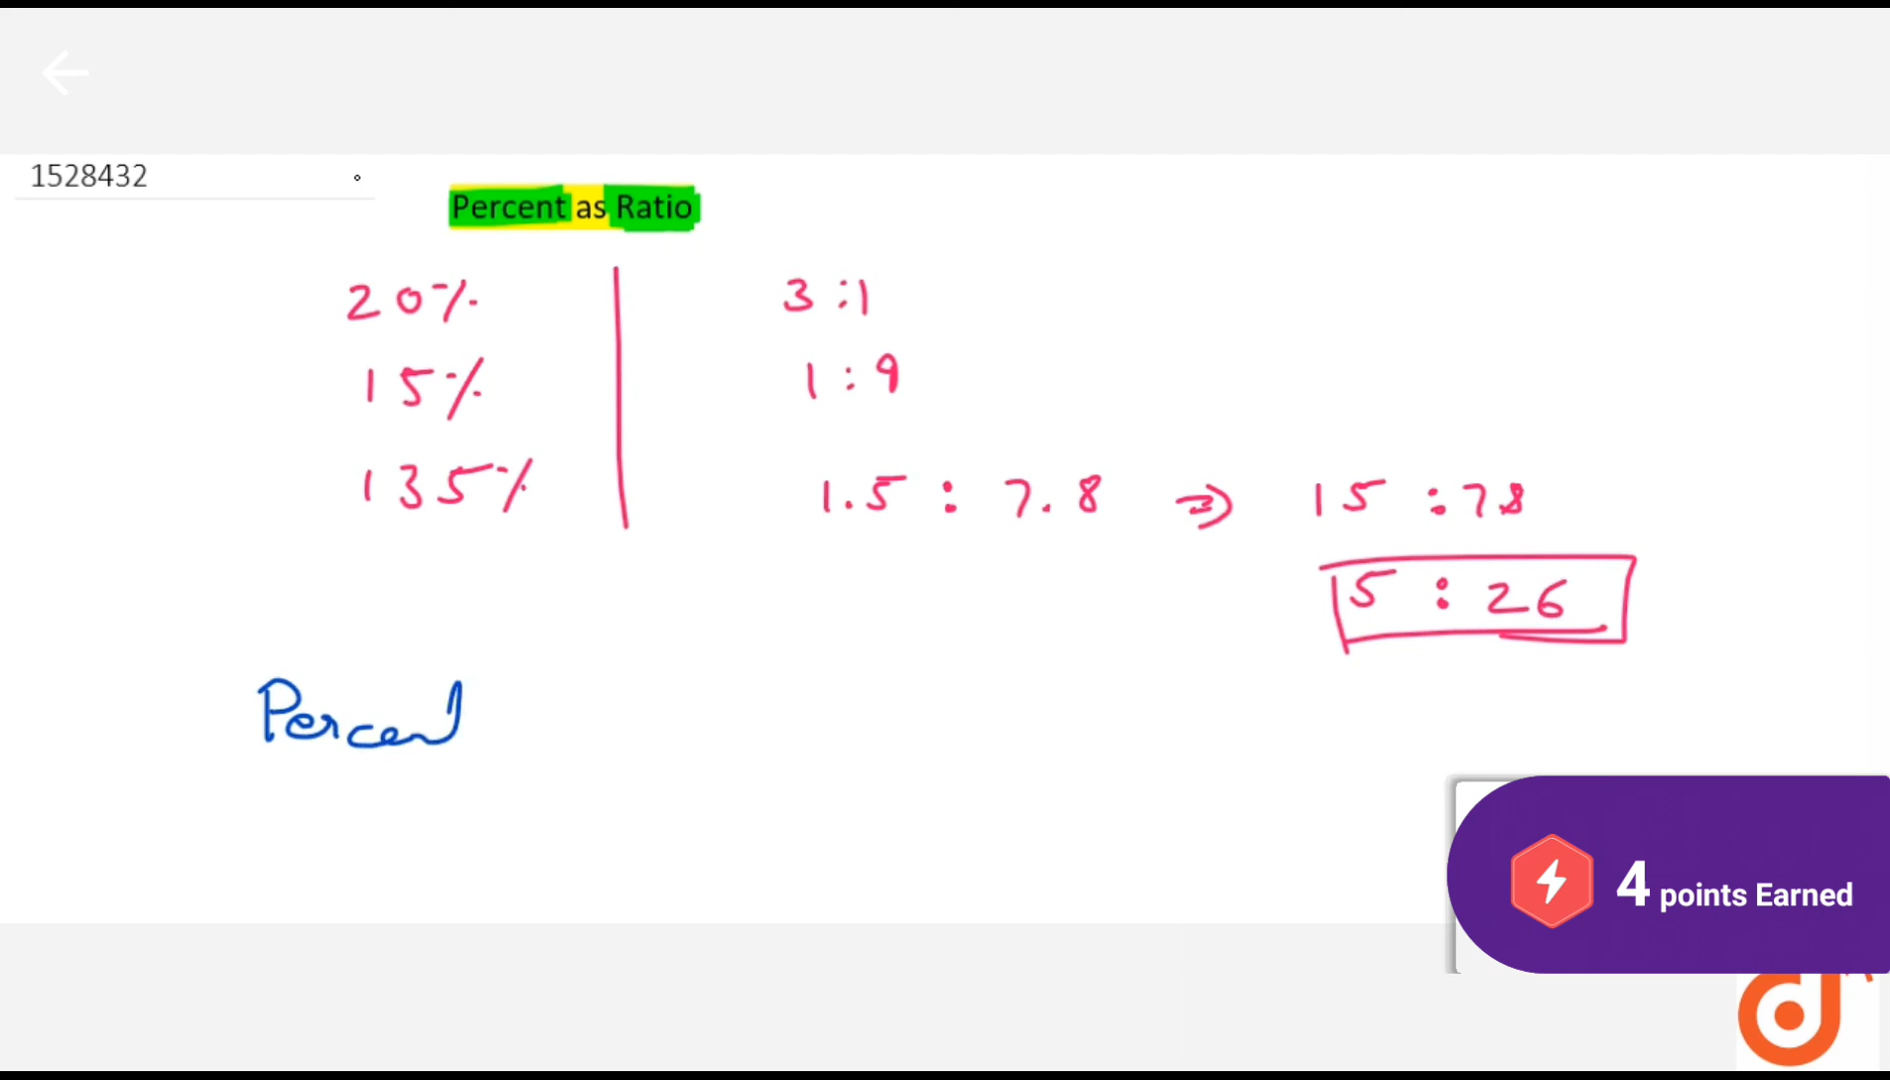 1528432
Percent as Ratio
20% 3:1
15% 1:9
135% 1.5 : 7.8 ⇒ 15 : 78
5 : 26
Percent
4 points Earned